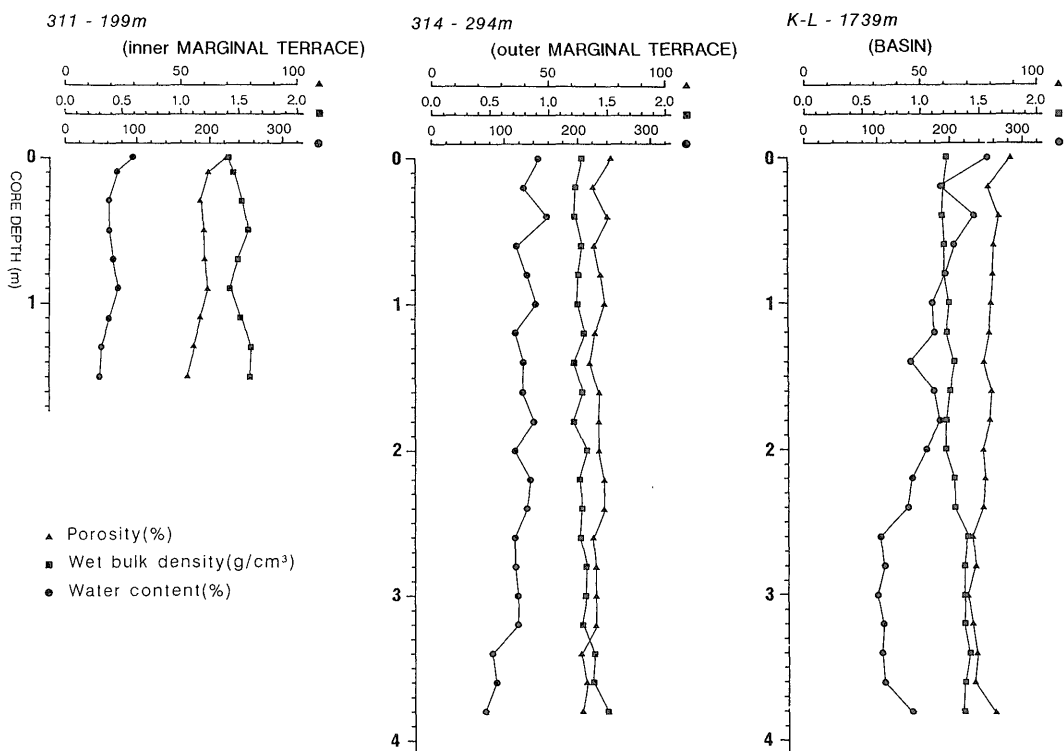 311 - 199m
(inner MARGINAL TERRACE)
0 50 100
0.0 0.5 1.0 1.5 2.0
0 100 200 300
CORE DEPTH (m)
0
1
314 - 294m
(outer MARGINAL TERRACE)
0 50 100
0.0 0.5 1.0 1.5 2.0
0 100 200 300
0
1
2
3
4
K-L - 1739m
(BASIN)
0 50 100
0.0 0.5 1.0 1.5 2.0
0 100 200 300
0
1
2
3
4
Porosity(%)
Wet bulk density(g/cm³)
Water content(%)